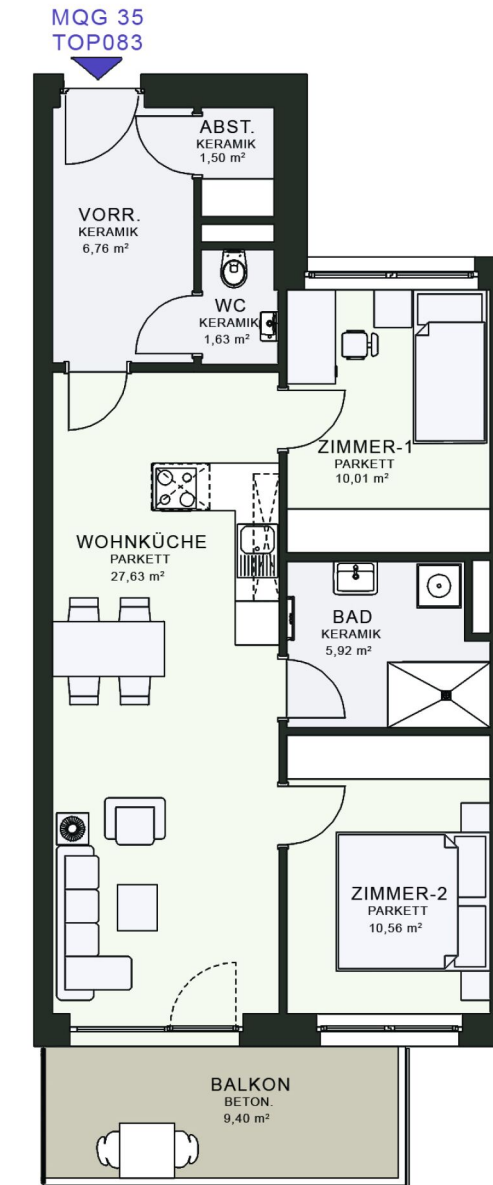 MQG 35
TOP083
ABST.
KERAMIK
1,50 m²
VORR.
KERAMIK
6,76 m²
WC
KERAMIK
1,63 m²
ZIMMER-1
PARKETT
10,01 m²
WOHNKÜCHE
PARKETT
27,63 m²
BAD
KERAMIK
5,92 m²
ZIMMER-2
PARKETT
10,56 m²
BALKON
BETON.
9,40 m²